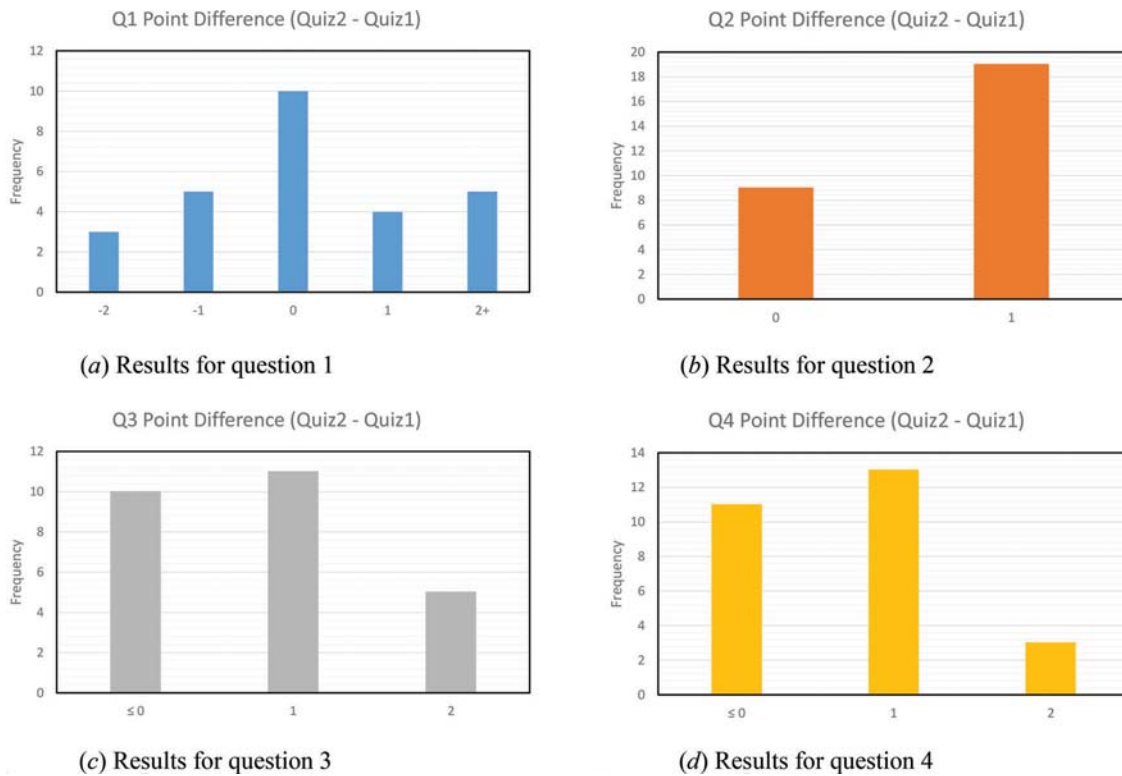 Q1 Point Difference (Quiz2 - Quiz1)
12
10
8
6
4
2
0
Frequency
-2 -1 0 1 2+
(a) Results for question 1
Q2 Point Difference (Quiz2 - Quiz1)
20
18
16
14
12
10
8
6
4
2
0
Frequency
0 1
(b) Results for question 2
Q3 Point Difference (Quiz2 - Quiz1)
12
10
8
6
4
2
0
Frequency
≤ 0 1 2
(c) Results for question 3
Q4 Point Difference (Quiz2 - Quiz1)
14
12
10
8
6
4
2
0
Frequency
≤ 0 1 2
(d) Results for question 4